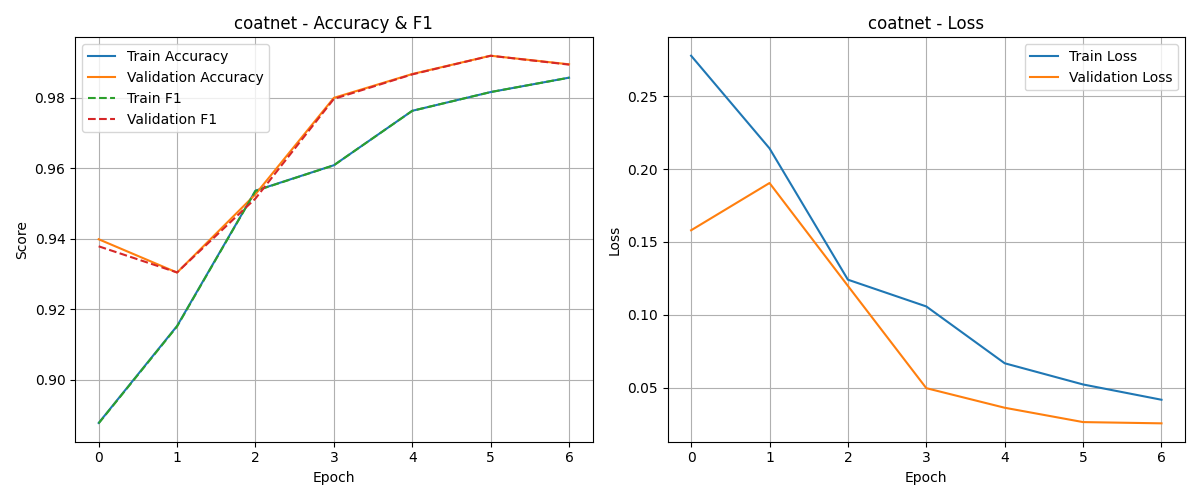 coatnet - Accuracy & F1
Train Accuracy
Validation Accuracy
Train F1
Validation F1
Score
0.98
0.96
0.94
0.92
0.90
0 1 2 3 4 5 6
Epoch
coatnet - Loss
Train Loss
Validation Loss
Loss
0.25
0.20
0.15
0.10
0.05
0 1 2 3 4 5 6
Epoch